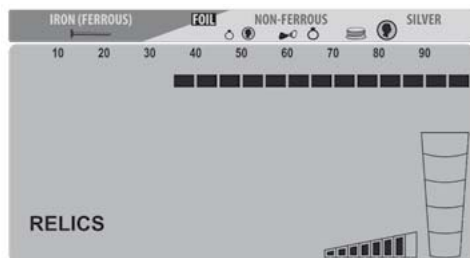 IRON (FERROUS) FOIL NON-FERROUS SILVER
10 20 30 40 50 60 70 80 90
RELICS